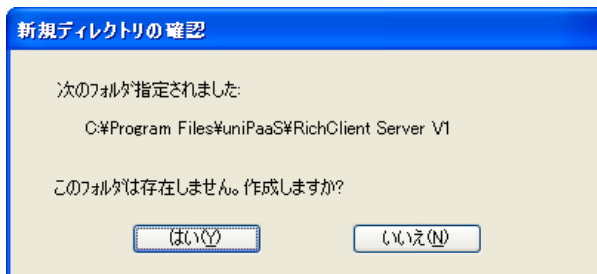 新規ディレクトリの確認
次のフォルダ指定されました:
C:¥Program Files¥uniPaaS¥RichClient Server V1
このフォルダは存在しません。作成しますか?
はい(Y)
いいえ(N)